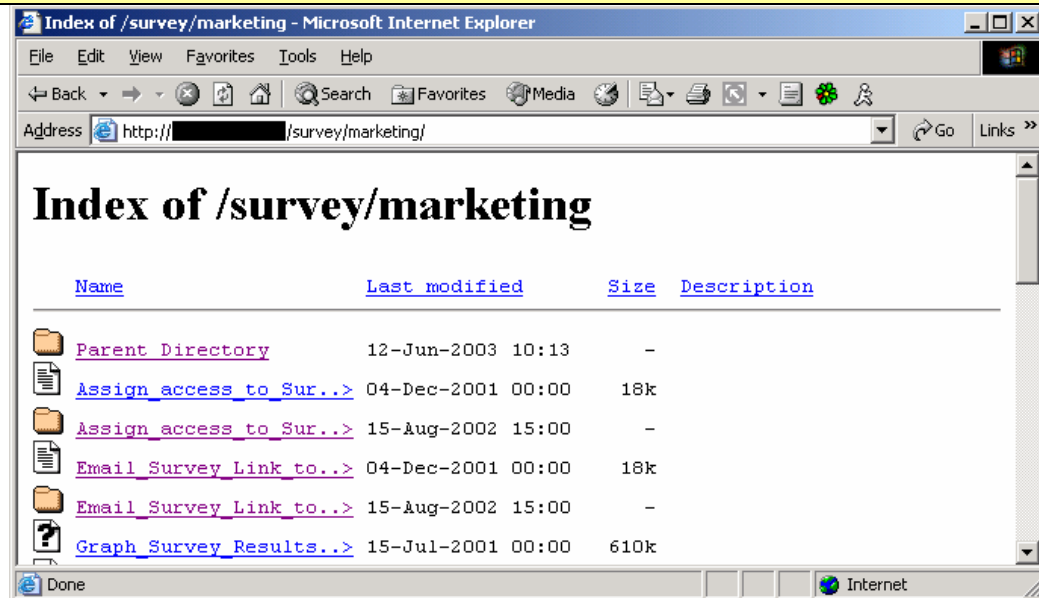 Index of /survey/marketing - Microsoft Internet Explorer
File Edit View Favorites Tools Help
Back Search Favorites Media
Address http:// /survey/marketing/ Go Links »
Index of /survey/marketing
Name Last modified Size Description
Parent Directory 12-Jun-2003 10:13 -
Assign_access_to_Sur..> 04-Dec-2001 00:00 18k
Assign_access_to_Sur..> 15-Aug-2002 15:00 -
Email_Survey_Link_to..> 04-Dec-2001 00:00 18k
Email_Survey_Link_to..> 15-Aug-2002 15:00 -
Graph_Survey_Results..> 15-Jul-2001 00:00 610k
Done Internet